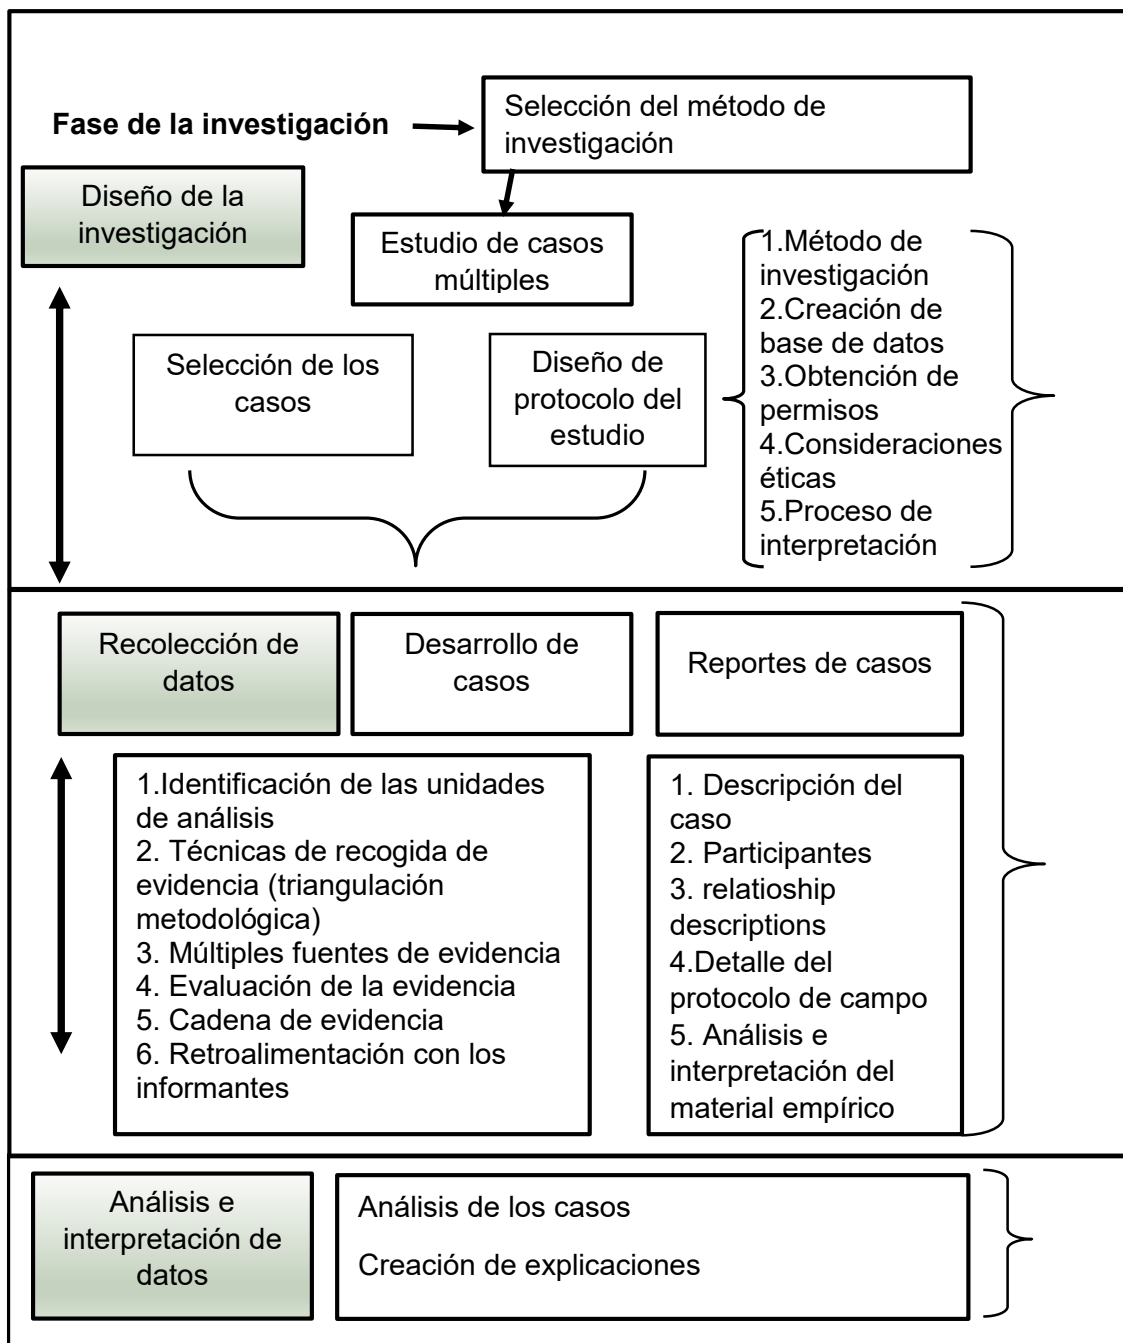 Fase de la investigación
Selección del método de
investigación
Diseño de la
investigación
Estudio de casos
múltiples
Selección de los
casos
Diseño de
protocolo del
estudio
1.Método de
investigación
2.Creación de
base de datos
3.Obtención de
permisos
4.Consideraciones
éticas
5.Proceso de
interpretación
Recolección de
datos
Desarrollo de
casos
Reportes de casos
1.Identificación de las unidades
de análisis
2. Técnicas de recogida de
evidencia (triangulación
metodológica)
3. Múltiples fuentes de evidencia
4. Evaluación de la evidencia
5. Cadena de evidencia
6. Retroalimentación con los
informantes
1. Descripción del
caso
2. Participantes
3. relatioship
descriptions
4.Detalle del
protocolo de campo
5. Análisis e
interpretación del
material empírico
Análisis e
interpretación de
datos
Análisis de los casos
Creación de explicaciones